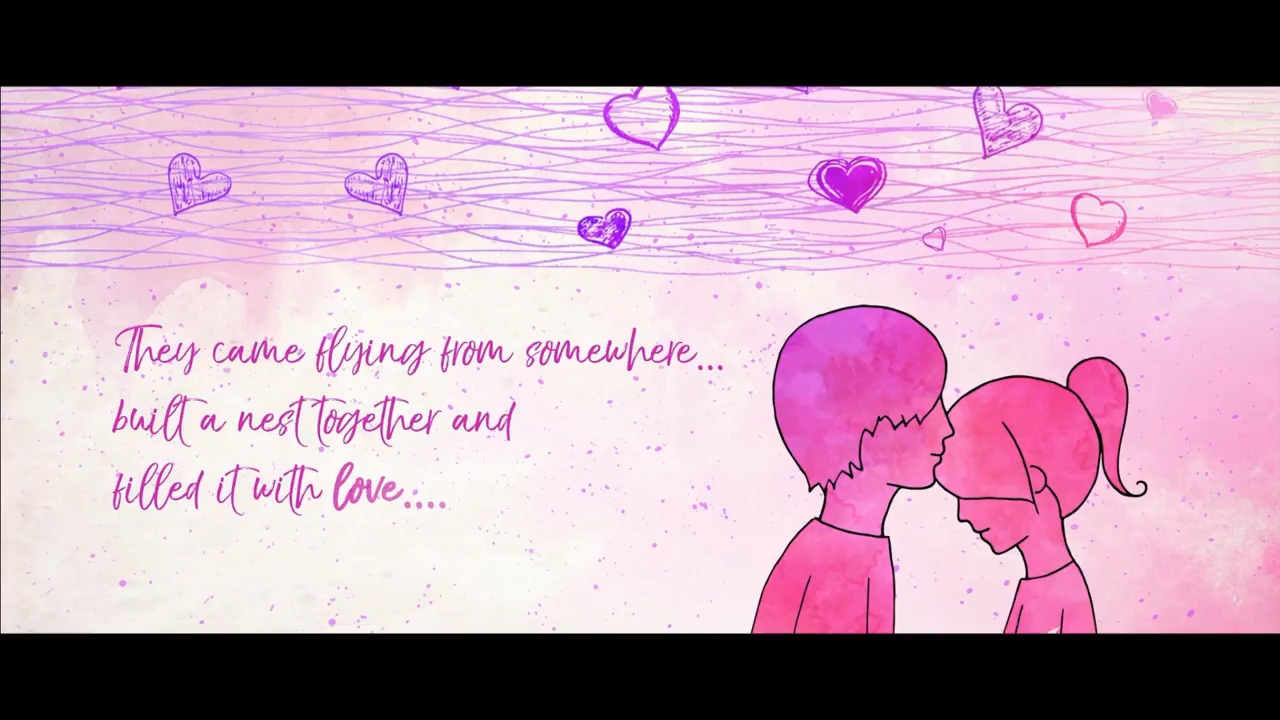 They came flying from somewhere...
built a nest together and
filled it with love....